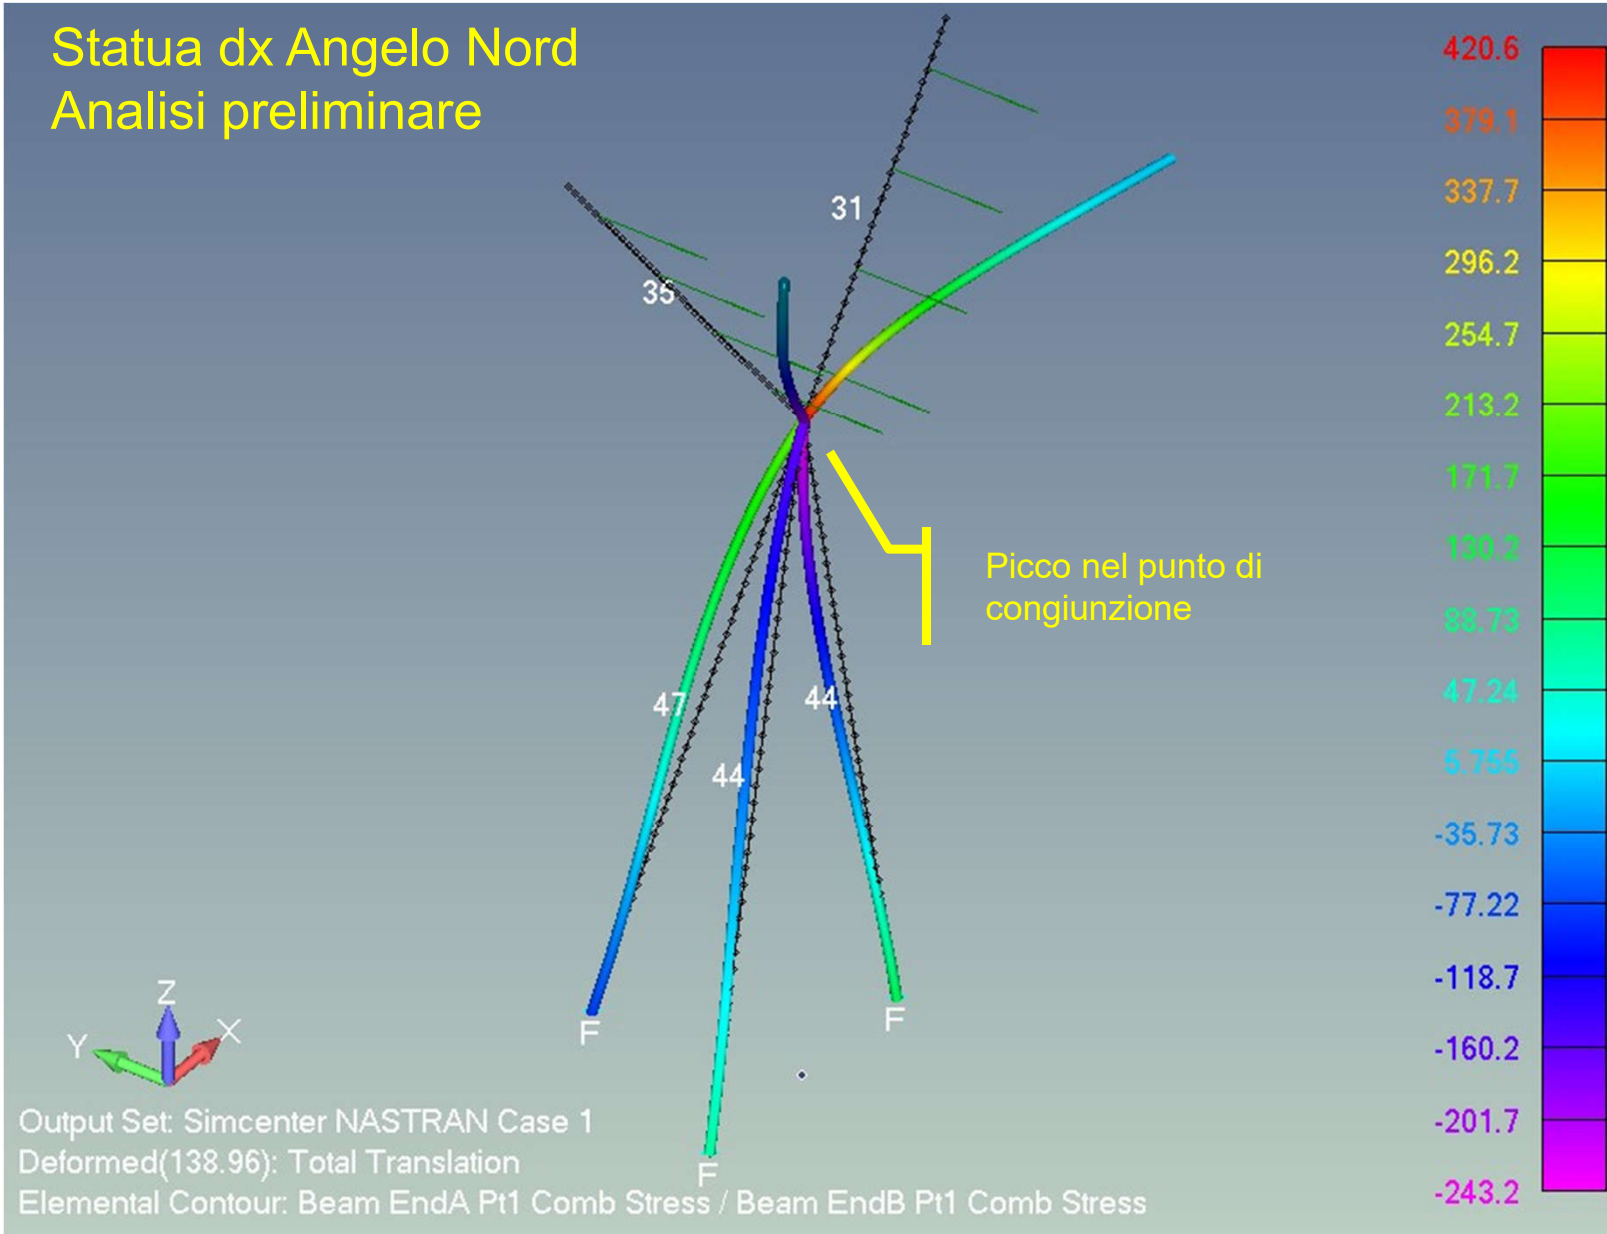 Statua dx Angelo Nord
Analisi preliminare
420.6
379.1
337.7
296.2
254.7
213.2
171.7
130.2
88.73
47.24
5.755
-35.73
-77.22
-118.7
-160.2
-201.7
-243.2
31
35
Picco nel punto di
congiunzione
47
44
44
F
F
F
Z
Y
X
Output Set: Simcenter NASTRAN Case 1
Deformed(138.96): Total Translation
Elemental Contour: Beam EndA Pt1 Comb Stress / Beam EndB Pt1 Comb Stress